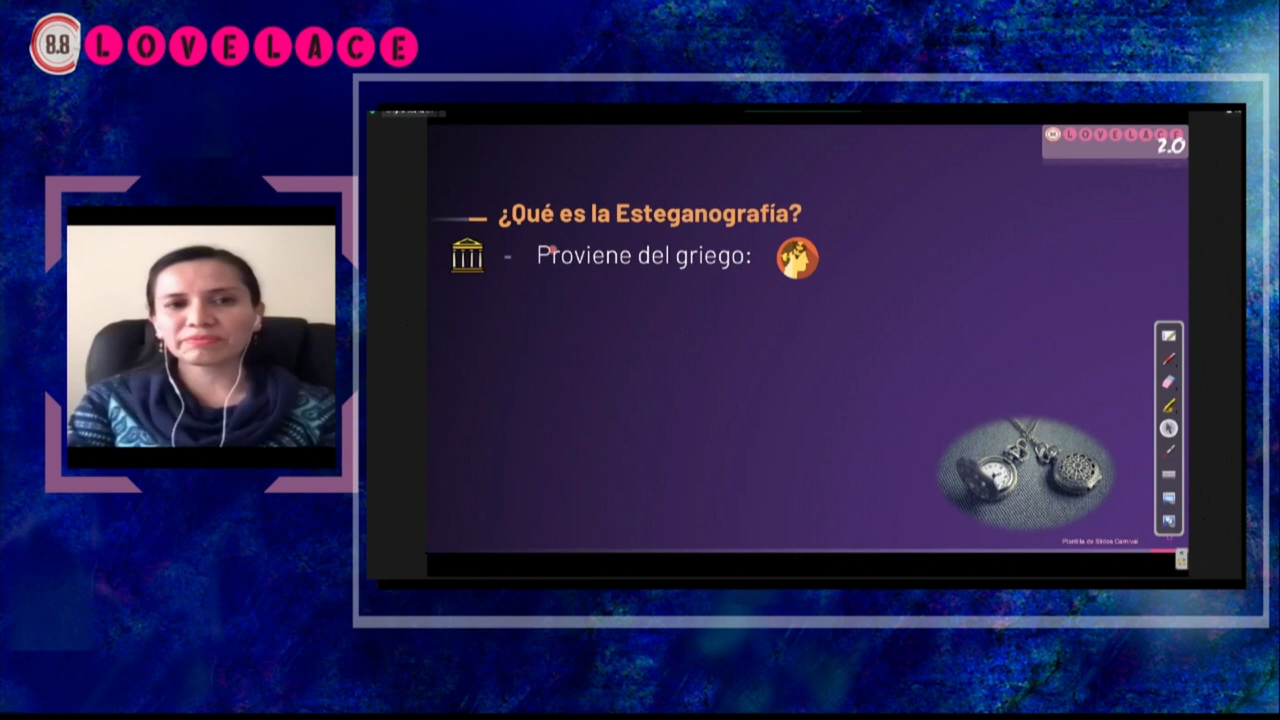 8.8 LOVELACE
LOVELACE
2.0
¿Qué es la Esteganografía?
- Proviene del griego:
Plantilla de Slides Carnival